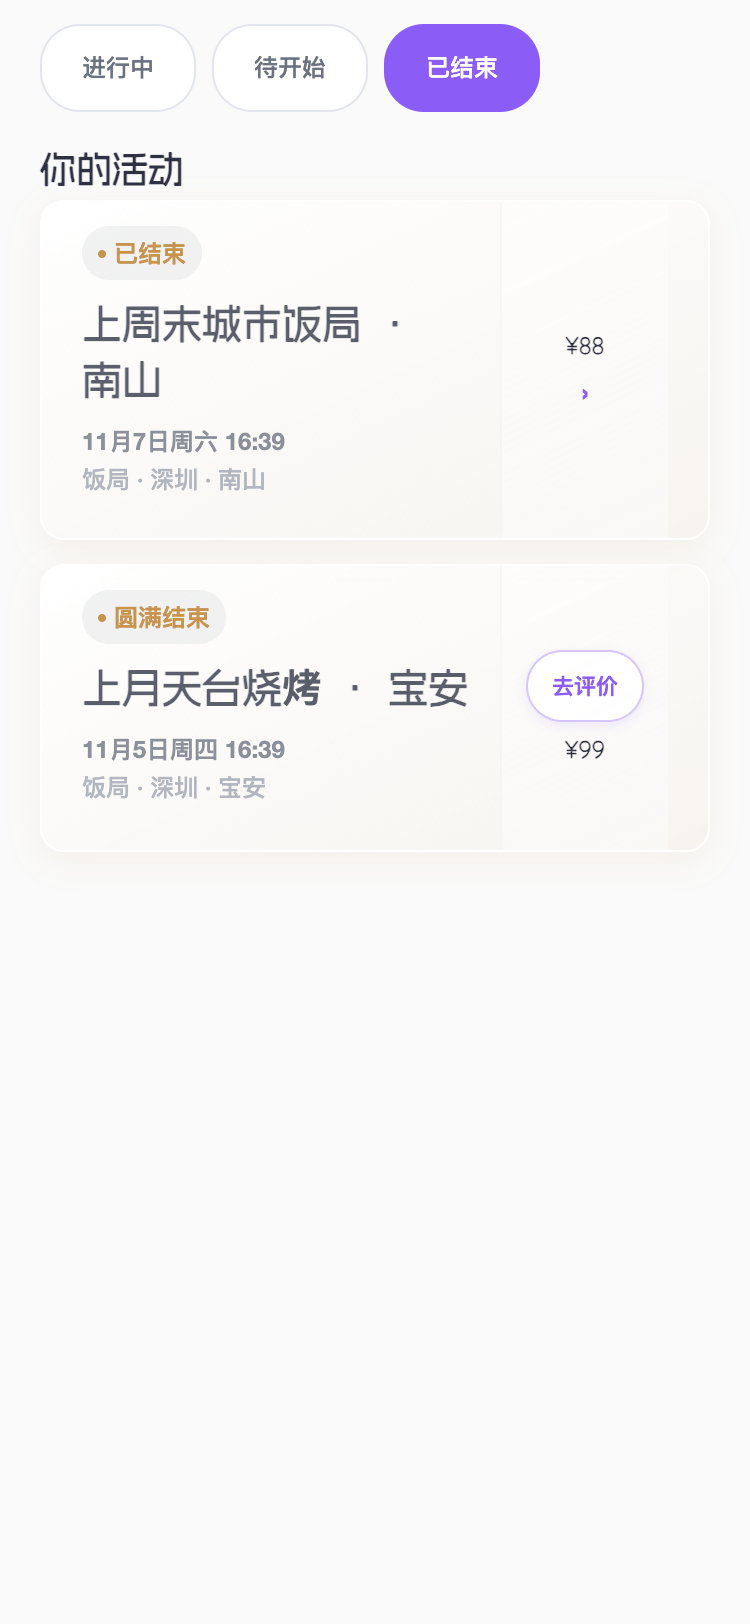 进行中 待开始 已结束
你的活动
已结束
上周末城市饭局 ·
南山
11月7日周六 16:39
饭局 · 深圳 · 南山
¥88
›
圆满结束
上月天台烧烤 · 宝安
11月5日周四 16:39
饭局 · 深圳 · 宝安
去评价
¥99